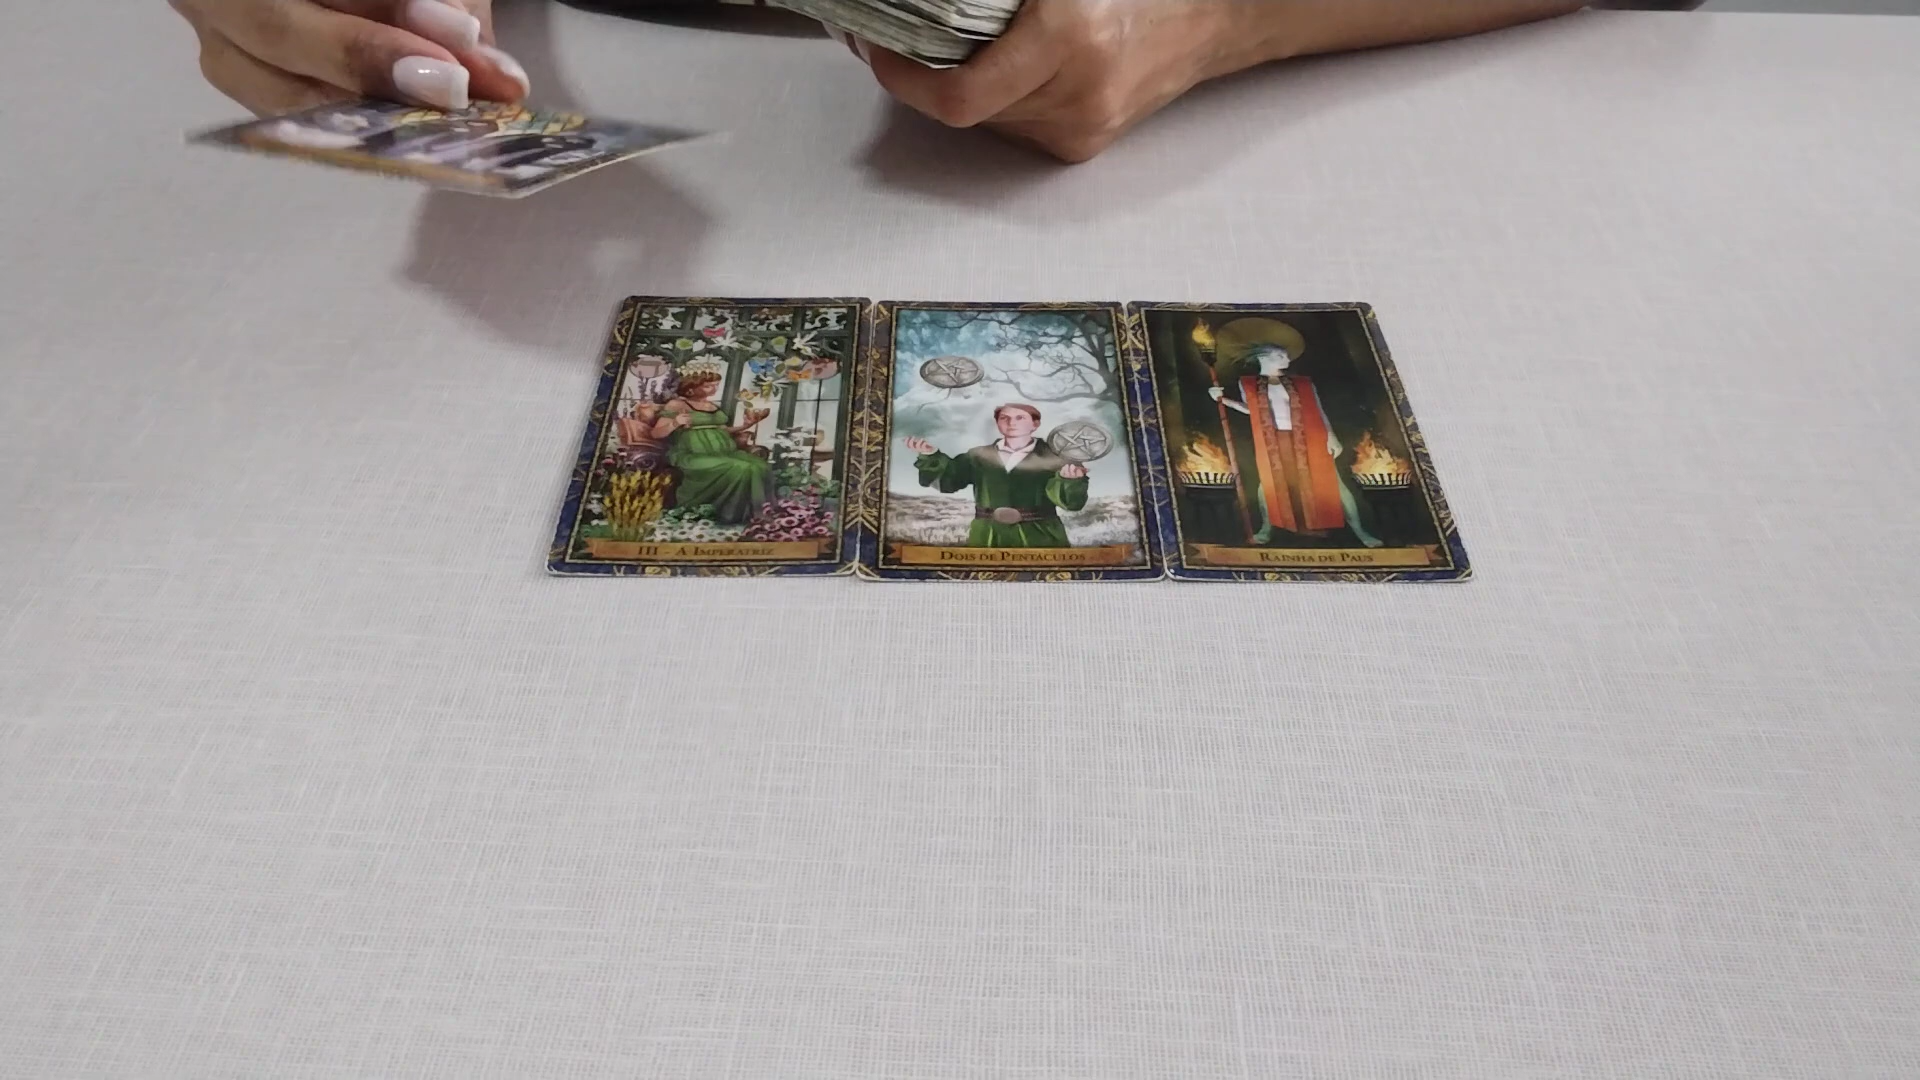 III - A IMPERATRIZ
DOIS DE PENTÁCULOS
RAINHA DE PAUS